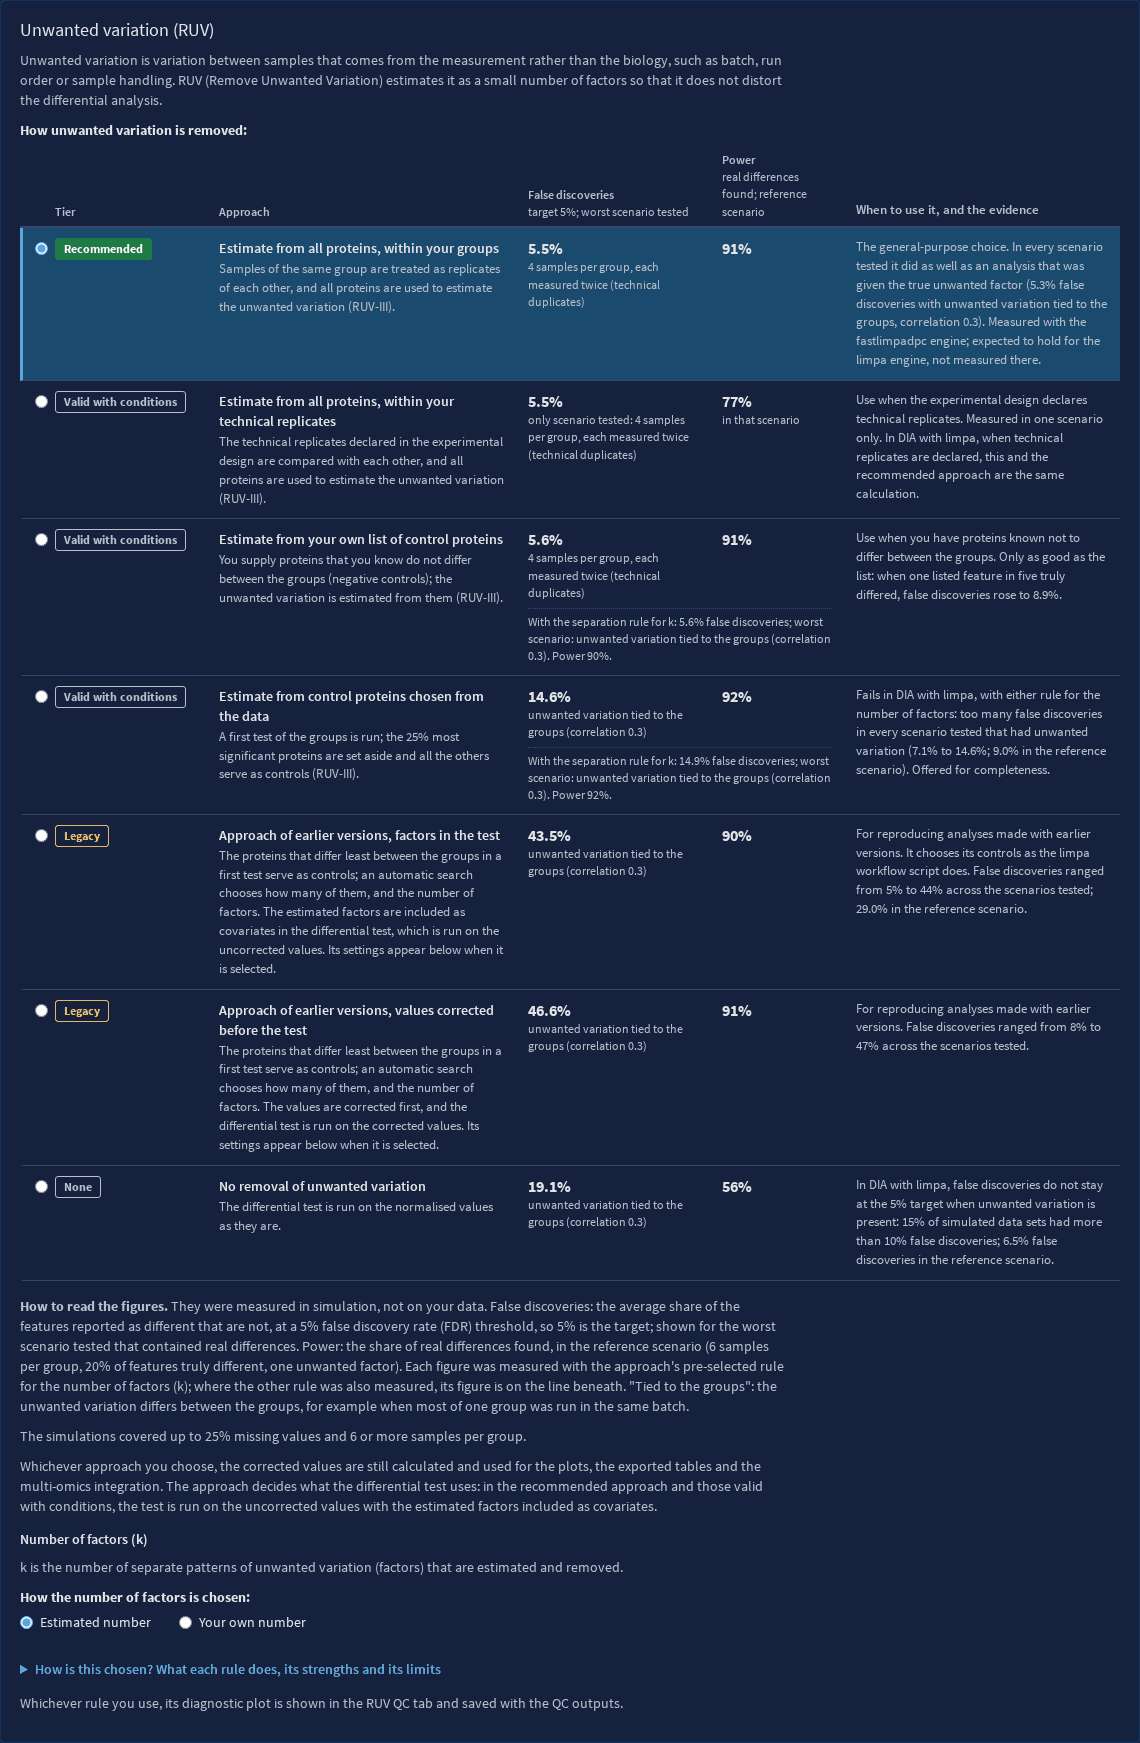 Unwanted variation (RUV)
Unwanted variation is variation between samples that comes from the measurement rather than the biology, such as batch, run
order or sample handling. RUV (Remove Unwanted Variation) estimates it as a small number of factors so that it does not distort
the differential analysis.
How unwanted variation is removed:
Tier
Approach
False discoveries
target 5%; worst scenario tested
Power
real differences
found; reference
scenario
When to use it, and the evidence
Recommended
Estimate from all proteins, within your groups
Samples of the same group are treated as replicates
of each other, and all proteins are used to estimate
the unwanted variation (RUV-III).
5.5%
4 samples per group, each
measured twice (technical
duplicates)
91%
The general-purpose choice. In every scenario
tested it did as well as an analysis that was
given the true unwanted factor (5.3% false
discoveries with unwanted variation tied to the
groups, correlation 0.3). Measured with the
fastlimpadpc engine; expected to hold for the
limpa engine, not measured there.
Valid with conditions
Estimate from all proteins, within your
technical replicates
The technical replicates declared in the experimental
design are compared with each other, and all
proteins are used to estimate the unwanted variation
(RUV-III).
5.5%
only scenario tested: 4 samples
per group, each measured twice
(technical duplicates)
77%
in that scenario
Use when the experimental design declares
technical replicates. Measured in one scenario
only. In DIA with limpa, when technical
replicates are declared, this and the
recommended approach are the same
calculation.
Valid with conditions
Estimate from your own list of control proteins
You supply proteins that you know do not differ
between the groups (negative controls); the
unwanted variation is estimated from them (RUV-III).
5.6%
4 samples per group, each
measured twice (technical
duplicates)
91%
With the separation rule for k: 5.6% false discoveries; worst
scenario: unwanted variation tied to the groups (correlation
0.3). Power 90%.
Use when you have proteins known not to
differ between the groups. Only as good as the
list: when one listed feature in five truly
differed, false discoveries rose to 8.9%.
Valid with conditions
Estimate from control proteins chosen from
the data
A first test of the groups is run; the 25% most
significant proteins are set aside and all the others
serve as controls (RUV-III).
14.6%
unwanted variation tied to the
groups (correlation 0.3)
92%
With the separation rule for k: 14.9% false discoveries; worst
scenario: unwanted variation tied to the groups (correlation
0.3). Power 92%.
Fails in DIA with limpa, with either rule for the
number of factors: too many false discoveries
in every scenario tested that had unwanted
variation (7.1% to 14.6%; 9.0% in the reference
scenario). Offered for completeness.
Legacy
Approach of earlier versions, factors in the test
The proteins that differ least between the groups in a
first test serve as controls; an automatic search
chooses how many of them, and the number of
factors. The estimated factors are included as
covariates in the differential test, which is run on the
uncorrected values. Its settings appear below when it
is selected.
43.5%
unwanted variation tied to the
groups (correlation 0.3)
90%
For reproducing analyses made with earlier
versions. It chooses its controls as the limpa
workflow script does. False discoveries ranged
from 5% to 44% across the scenarios tested;
29.0% in the reference scenario.
Legacy
Approach of earlier versions, values corrected
before the test
The proteins that differ least between the groups in a
first test serve as controls; an automatic search
chooses how many of them, and the number of
factors. The values are corrected first, and the
differential test is run on the corrected values. Its
settings appear below when it is selected.
46.6%
unwanted variation tied to the
groups (correlation 0.3)
91%
For reproducing analyses made with earlier
versions. False discoveries ranged from 8% to
47% across the scenarios tested.
None
No removal of unwanted variation
The differential test is run on the normalised values
as they are.
19.1%
unwanted variation tied to the
groups (correlation 0.3)
56%
In DIA with limpa, false discoveries do not stay
at the 5% target when unwanted variation is
present: 15% of simulated data sets had more
than 10% false discoveries; 6.5% false
discoveries in the reference scenario.
How to read the figures. They were measured in simulation, not on your data. False discoveries: the average share of the
features reported as different that are not, at a 5% false discovery rate (FDR) threshold, so 5% is the target; shown for the worst
scenario tested that contained real differences. Power: the share of real differences found, in the reference scenario (6 samples
per group, 20% of features truly different, one unwanted factor). Each figure was measured with the approach's pre-selected rule
for the number of factors (k); where the other rule was also measured, its figure is on the line beneath. "Tied to the groups": the
unwanted variation differs between the groups, for example when most of one group was run in the same batch.
The simulations covered up to 25% missing values and 6 or more samples per group.
Whichever approach you choose, the corrected values are still calculated and used for the plots, the exported tables and the
multi-omics integration. The approach decides what the differential test uses: in the recommended approach and those valid
with conditions, the test is run on the uncorrected values with the estimated factors included as covariates.
Number of factors (k)
k is the number of separate patterns of unwanted variation (factors) that are estimated and removed.
How the number of factors is chosen:
Estimated number
Your own number
How is this chosen? What each rule does, its strengths and its limits
Whichever rule you use, its diagnostic plot is shown in the RUV QC tab and saved with the QC outputs.